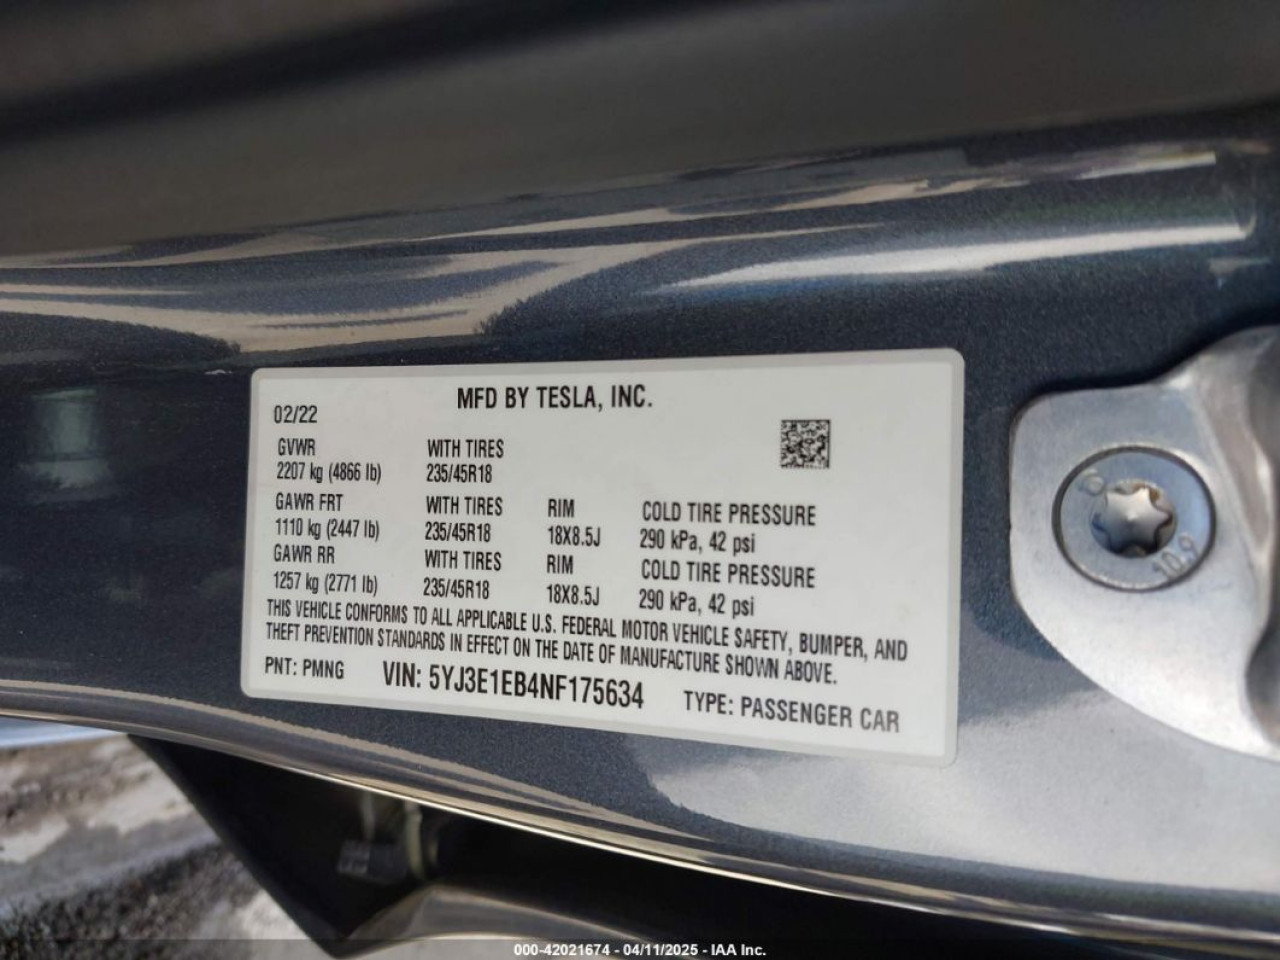 MFD BY TESLA, INC.
02/22
GVWR WITH TIRES
2207 kg (4866 lb) 235/45R18
GAWR FRT WITH TIRES RIM COLD TIRE PRESSURE
1110 kg (2447 lb) 235/45R18 18X8.5J 290 kPa, 42 psi
GAWR RR WITH TIRES RIM COLD TIRE PRESSURE
1257 kg (2771 lb) 235/45R18 18X8.5J 290 kPa, 42 psi
THIS VEHICLE CONFORMS TO ALL APPLICABLE U.S. FEDERAL MOTOR VEHICLE SAFETY, BUMPER, AND
THEFT PREVENTION STANDARDS IN EFFECT ON THE DATE OF MANUFACTURE SHOWN ABOVE.
PNT: PMNG VIN: 5YJ3E1EB4NF175634 TYPE: PASSENGER CAR
10.9
000-42021674 - 04/11/2025 - IAA Inc.